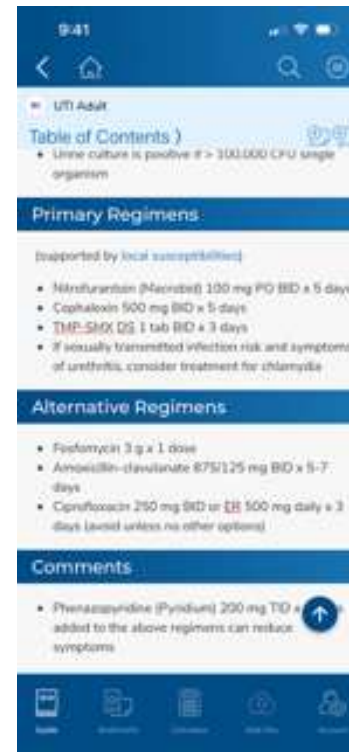 9:41
UTI Adult
Table of Contents )
• Urine culture is positive if > 100,000 CFU single
organism
Primary Regimens
(supported by local susceptibilities)
• Nitrofurantoin (Macrobid) 100 mg PO BID x 5 days
• Cephalexin 500 mg BID x 5 days
• TMP-SMX DS 1 tab BID x 3 days
• If sexually transmitted infection risk and symptoms
of urethritis, consider treatment for chlamydia
Alternative Regimens
• Fosfomycin 3 g x 1 dose
• Amoxicillin-clavulanate 875/125 mg BID x 5-7
days
• Ciprofloxacin 250 mg BID or ER 500 mg daily x 3
days (avoid unless no other options)
Comments
• Phenazopyridine (Pyridium) 200 mg TID
added to the above regimens can reduce
symptoms